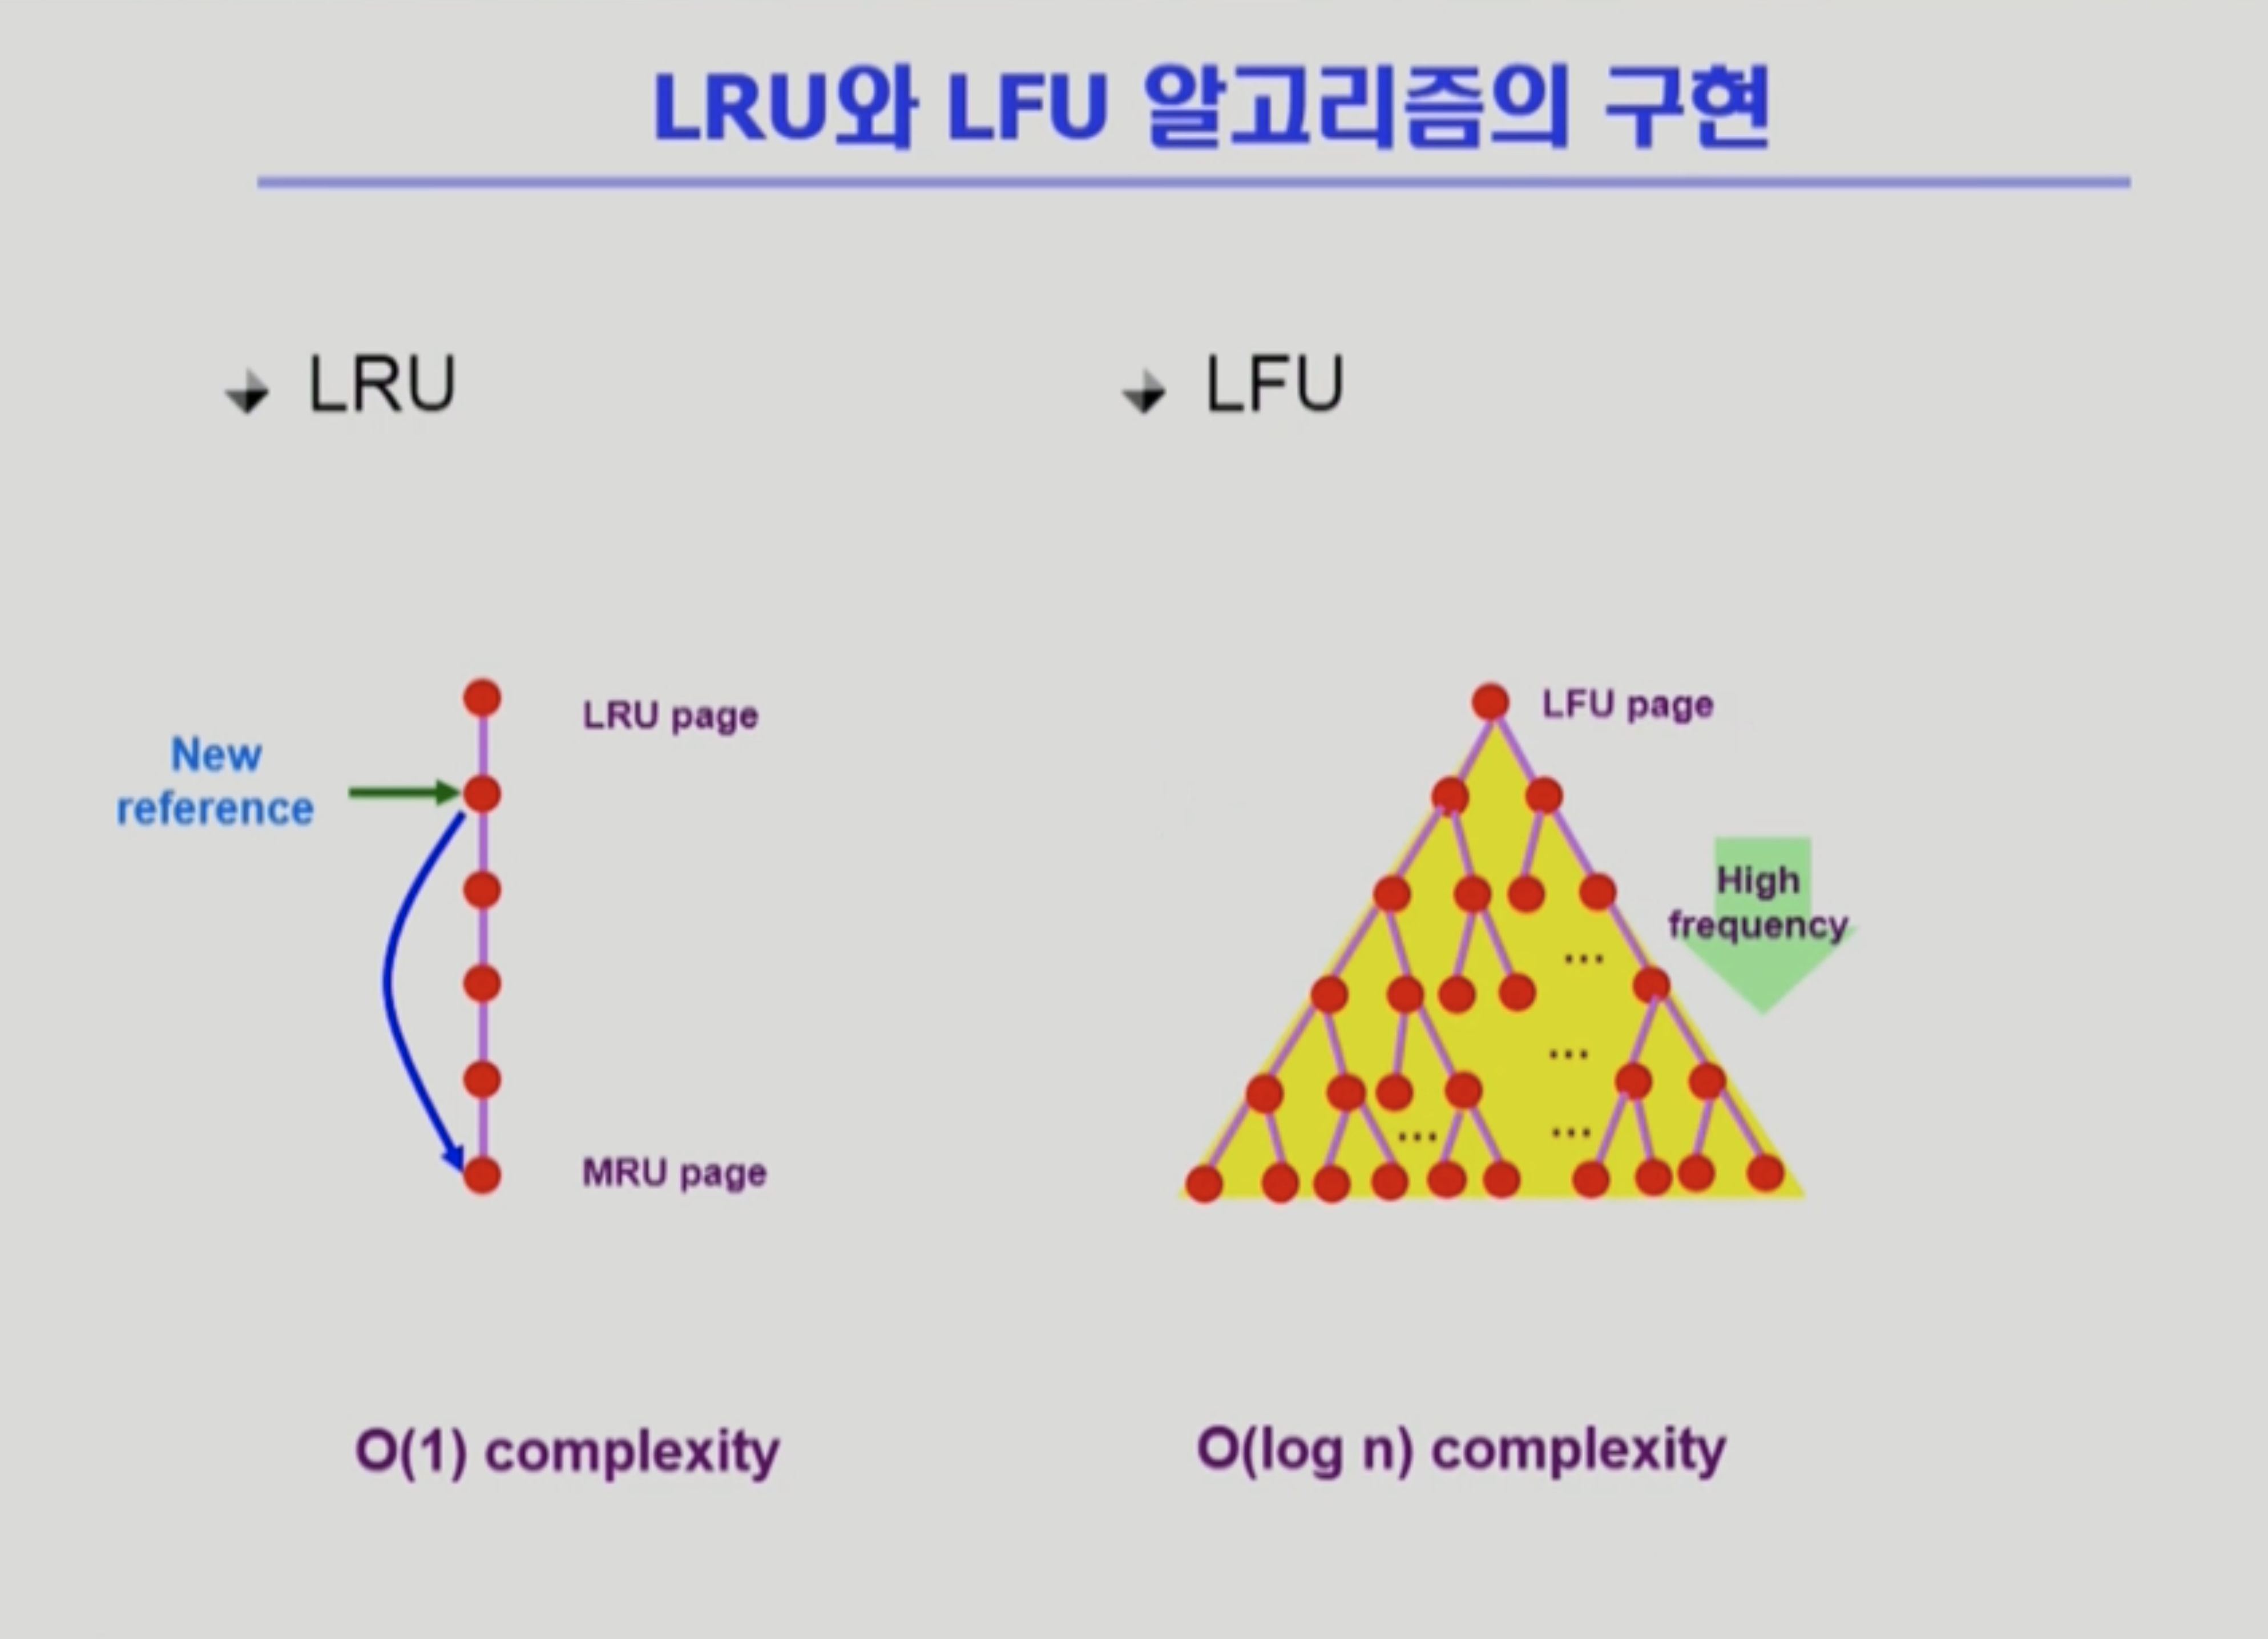 LRU와 LFU 알고리즘의 구현
LRU
LRU page
New
reference
MRU page
O(1) complexity
LFU
LFU page
High
frequency
...
...
...
...
O(log n) complexity